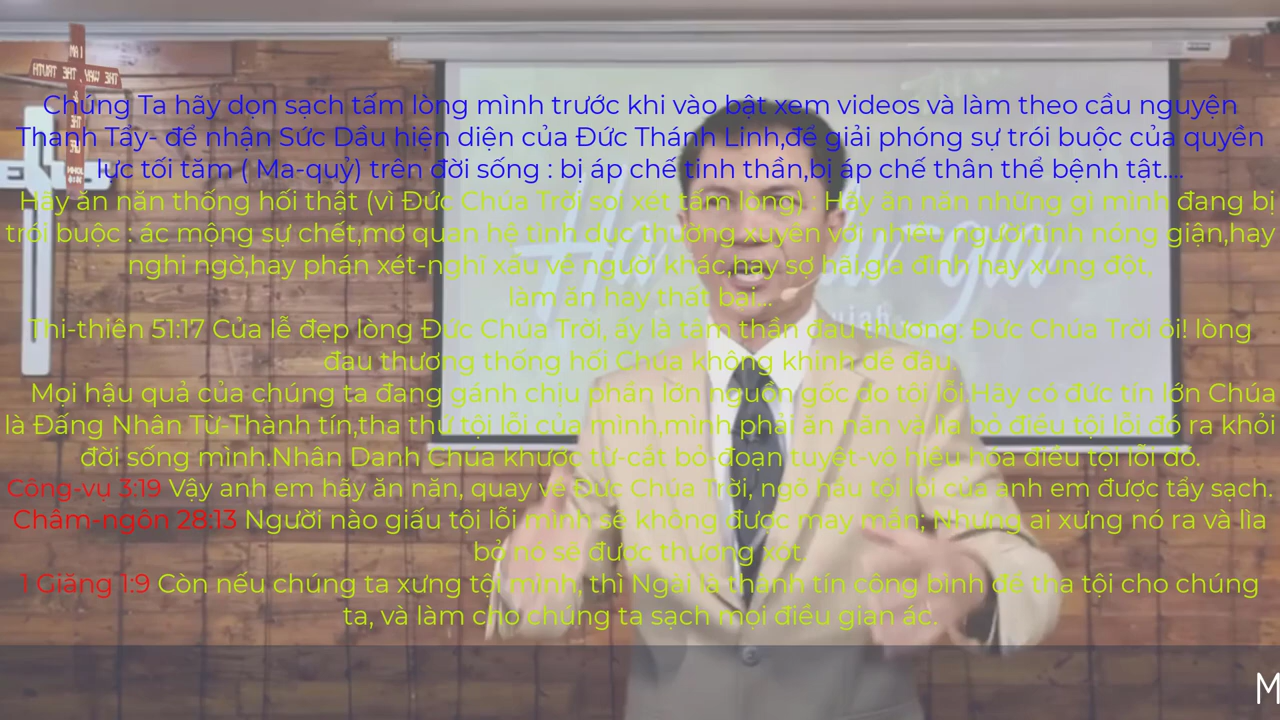 Chúng Ta hãy dọn sạch tấm lòng mình trước khi vào bật xem videos và làm theo cầu nguyện
Thanh Tẩy- để nhận Sức Dầu hiện diện của Đức Thánh Linh,để giải phóng sự trói buộc của quyền
lực tối tăm ( Ma-quỷ) trên đời sống : bị áp chế tinh thần,bị áp chế thân thể bệnh tật....
Hãy ăn năn thống hối thật (vì Đức Chúa Trời soi xét tấm lòng) : Hãy ăn năn những gì mình đang bị
trói buộc : ác mộng sự chết,mơ quan hệ tình dục thường xuyên với nhiều người,tính nóng giận,hay
nghi ngờ,hay phán xét-nghĩ xấu về người khác,hay sợ hãi,gia đình hay xung đột,
làm ăn hay thất bại...
Thi-thiên 51:17 Của lễ đẹp lòng Đức Chúa Trời, ấy là tâm thần đau thương: Đức Chúa Trời ôi! lòng
đau thương thống hối Chúa không khinh dể đâu.
Mọi hậu quả của chúng ta đang gánh chịu phần lớn nguồn gốc do tội lỗi.Hãy có đức tin lớn Chúa
là Đấng Nhân Từ-Thành tín,tha thứ tội lỗi của mình,mình phải ăn năn và lìa bỏ điều tội lỗi đó ra khỏi
đời sống mình.Nhân Danh Chúa khước từ-cắt bỏ-đoạn tuyệt-vô hiệu hóa điều tội lỗi đó.
Công-vụ 3:19 Vậy anh em hãy ăn năn, quay về Đức Chúa Trời, ngõ hầu tội lỗi của anh em được tẩy sạch.
Châm-ngôn 28:13 Người nào giấu tội lỗi mình sẽ không được may mắn; Nhưng ai xưng nó ra và lìa
bỏ nó sẽ được thương xót.
1 Giăng 1:9 Còn nếu chúng ta xưng tội mình, thì Ngài là thành tín công bình để tha tội cho chúng
ta, và làm cho chúng ta sạch mọi điều gian ác.